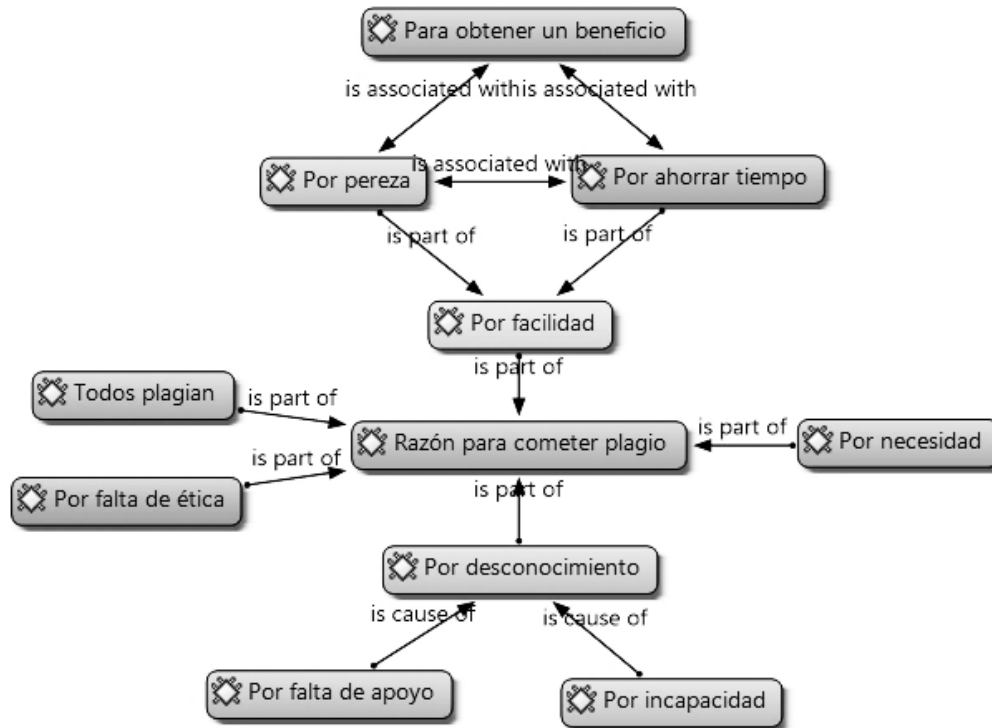 Para obtener un beneficio
is associated with
is associated with
is associated with
Por pereza
Por ahorrar tiempo
is part of
is part of
Por facilidad
is part of
Todos plagian
is part of
Razón para cometer plagio
is part of
Por necesidad
is part of
Por falta de ética
is part of
Por desconocimiento
is cause of
is cause of
Por falta de apoyo
Por incapacidad